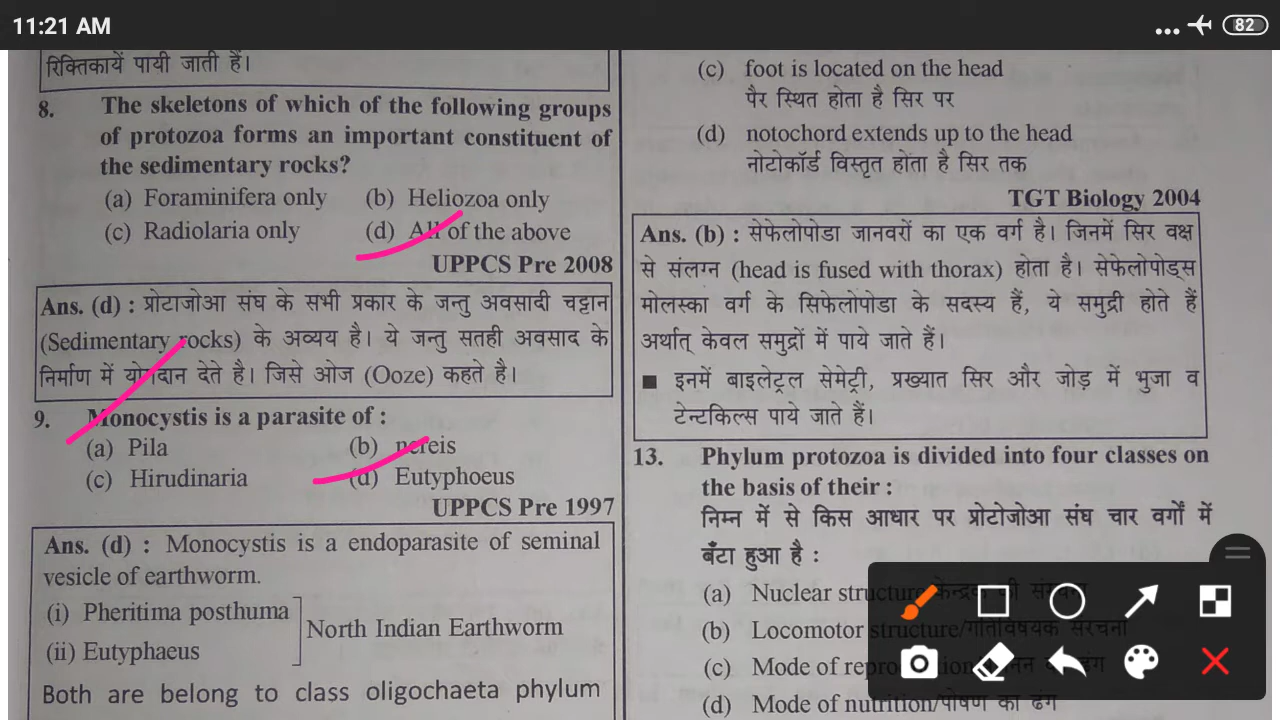 11:21 AM
82
रिक्तिकायें पायी जाती हैं।
8. The skeletons of which of the following groups
of protozoa forms an important constituent of
the sedimentary rocks?
(a) Foraminifera only (b) Heliozoa only
(c) Radiolaria only (d) All of the above
UPPCS Pre 2008
Ans. (d) : प्रोटाजोआ संघ के सभी प्रकार के जन्तु अवसादी चट्टान
(Sedimentary rocks) के अव्यय है। ये जन्तु सतही अवसाद के
निर्माण में योगदान देते है। जिसे ओज (Ooze) कहते है।
9. Monocystis is a parasite of :
(a) Pila (b) nereis
(c) Hirudinaria (d) Eutyphoeus
UPPCS Pre 1997
Ans. (d) : Monocystis is a endoparasite of seminal
vesicle of earthworm.
(i) Pheritima posthuma
(ii) Eutyphaeus
North Indian Earthworm
Both are belong to class oligochaeta phylum
(c) foot is located on the head
पैर स्थित होता है सिर पर
(d) notochord extends up to the head
नोटोकॉर्ड विस्तृत होता है सिर तक
TGT Biology 2004
Ans. (b) : सेफेलोपोडा जानवरों का एक वर्ग है। जिनमें सिर वक्ष
से संलग्न (head is fused with thorax) होता है। सेफेलोपोड्स
मोलस्का वर्ग के सिफेलोपोडा के सदस्य हैं, ये समुद्री होते हैं
अर्थात् केवल समुद्रों में पाये जाते हैं।
■ इनमें बाइलेट्रल सेमेट्री, प्रख्यात सिर और जोड़ में भुजा व
टेन्टकिल्स पाये जाते हैं।
13. Phylum protozoa is divided into four classes on
the basis of their :
निम्न में से किस आधार पर प्रोटोजोआ संघ चार वर्गों में
बँटा हुआ है :
(a) Nuclear structure/केन्द्रक की संरचना
(b) Locomotor structure/गतिविषयक संरचना
(c) Mode of reproduction/प्रजनन का ढंग
(d) Mode of nutrition/पोषण का ढंग